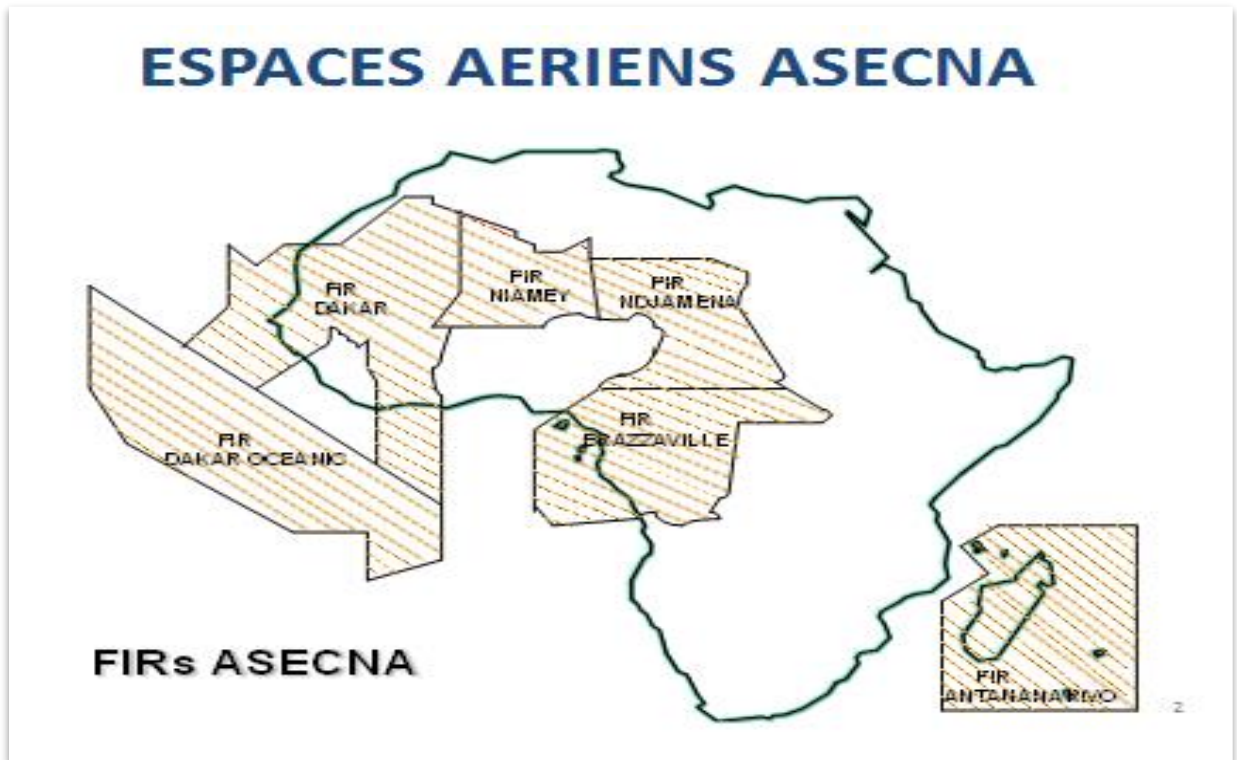 ESPACES AERIENS ASECNA
FIR
NIAMEY
FIR
NDJAMENA
FIR
DAKAR
FIR
BRAZZAVILLE
FIR
DAKAR OCEANIC
FIRs ASECNA
FIR
ANTANANARIVO
2